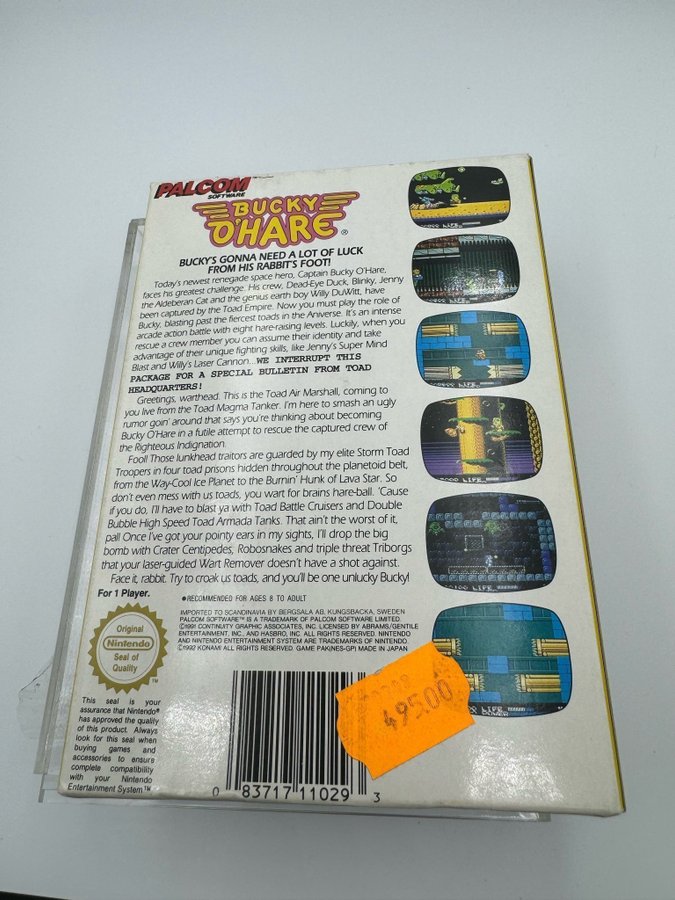 PALCOM
SOFTWARE
BUCKY
O'HARE ®
BUCKY'S GONNA NEED A LOT OF LUCK
FROM HIS RABBIT'S FOOT!
Today's newest renegade space hero, Captain Bucky O'Hare,
faces his greatest challenge. His crew, Dead-Eye Duck, Blinky, Jenny
the Aldeberan Cat and the genius earth boy Willy DuWitt, have
been captured by the Toad Empire. Now you must play the role of
Bucky, blasting past the fiercest toads in the Aniverse. It's an intense
arcade action battle with eight hare-raising levels. Luckily, when you
rescue a crew member you can assume their identity and take
advantage of their unique fighting skills, like Jenny's Super Mind
Blast and Willy's Laser Cannon...WE INTERRUPT THIS
PACKAGE FOR A SPECIAL BULLETIN FROM TOAD
HEADQUARTERS!
Greetings, warthead. This is the Toad Air Marshall, coming to
you live from the Toad Magma Tanker. I'm here to smash an ugly
rumor goin' around that says you're thinking about becoming
Bucky O'Hare in a futile attempt to rescue the captured crew of
the Righteous Indignation.
Fool! Those lunkhead traitors are guarded by my elite Storm Toad
Troopers in four toad prisons hidden throughout the planetoid belt,
from the Way-Cool Ice Planet to the Burnin' Hunk of Lava Star. So
don't even mess with us toads, you wart for brains hare-ball. 'Cause
if you do, I'll have to blast ya with Toad Battle Cruisers and Double
Bubble High Speed Toad Armada Tanks. That ain't the worst of it,
pal! Once I've got your pointy ears in my sights, I'll drop the big
bomb with Crater Centipedes, Robosnakes and triple threat Triborgs
that your laser-guided Wart Remover doesn't have a shot against.
Face it, rabbit. Try to croak us toads, and you'll be one unlucky Bucky!
For 1 Player.
●RECOMMENDED FOR AGES 8 TO ADULT
IMPORTED TO SCANDINAVIA BY BERGSALA AB, KUNGSBACKA, SWEDEN
PALCOM SOFTWARE™ IS A TRADEMARK OF PALCOM SOFTWARE LIMITED.
©1991 CONTINUITY GRAPHIC ASSOCIATES, INC. LICENSED BY ABRAMS/GENTILE
ENTERTAINMENT, INC., AND HASBRO, INC. ALL RIGHTS RESERVED. NINTENDO
AND NINTENDO ENTERTAINMENT SYSTEM ARE TRADEMARKS OF NINTENDO.
©1992 KONAMI ALL RIGHTS RESERVED. GAME PAK(NES-GP) MADE IN JAPAN
Original
Nintendo
Seal of
Quality
TM
This seal is your
assurance that Nintendo®
has approved the quality
of this product. Always
look for this seal when
buying games and
accessories to ensure
complete compatibility
with your Nintendo
Entertainment System™
495.00
0 83717 11029 3